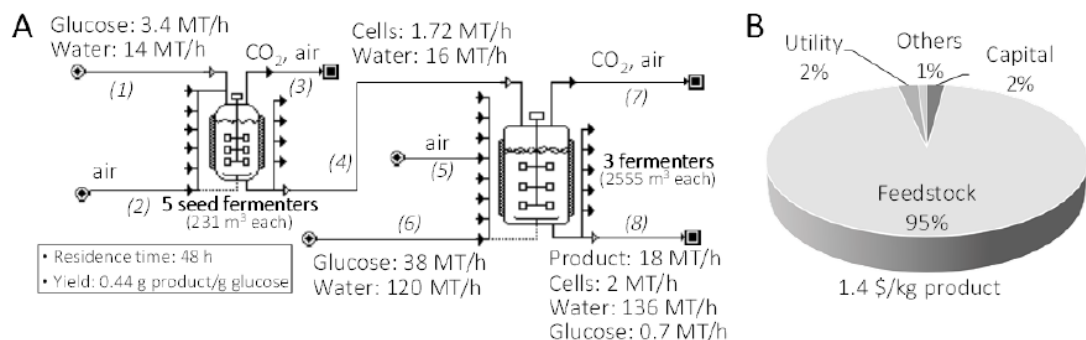 A
Glucose: 3.4 MT/h
Water: 14 MT/h
CO₂, air
(1)
(3)
air
(2)
5 seed fermenters
(231 m³ each)
• Residence time: 48 h
• Yield: 0.44 g product/g glucose
Cells: 1.72 MT/h
Water: 16 MT/h
(4)
CO₂, air
(7)
air
(5)
3 fermenters
(2555 m³ each)
(6)
(8)
Glucose: 38 MT/h
Water: 120 MT/h
Product: 18 MT/h
Cells: 2 MT/h
Water: 136 MT/h
Glucose: 0.7 MT/h
B
Utility
2%
Others
1%
Capital
2%
Feedstock
95%
1.4 $/kg product